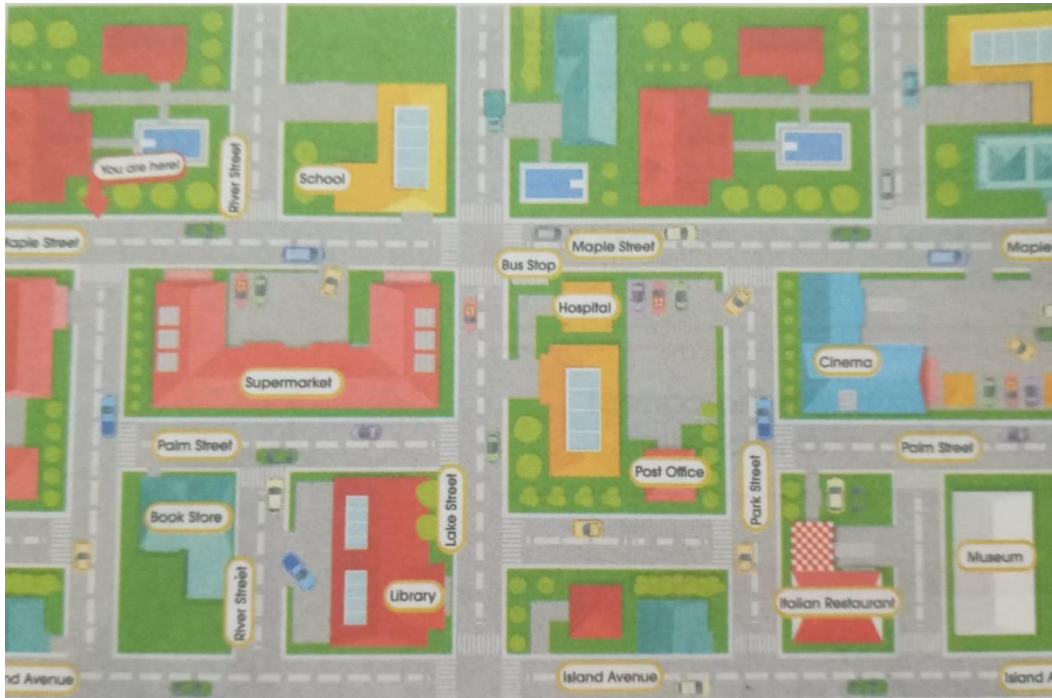 You are here!
River Street
School
Maple Street
Maple Street
Maple
Bus Stop
Hospital
Cinema
Supermarket
Palm Street
Palm Street
Post Office
Park Street
Lake Street
Book Store
Museum
River Street
Library
Italian Restaurant
nd Avenue
Island Avenue
Island A